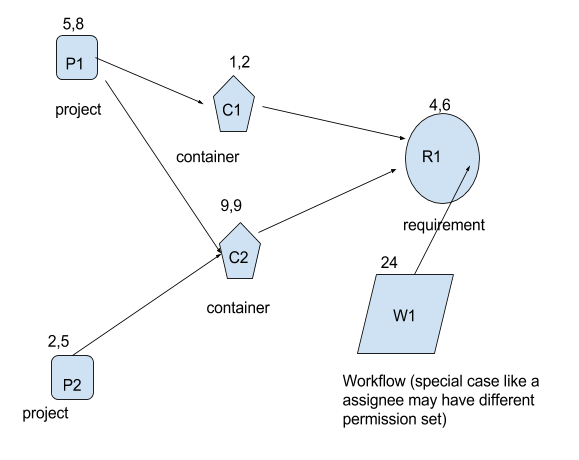 5,8
P1
project
1,2
C1
container
4,6
R1
requirement
9,9
C2
container
24
W1
2,5
P2
project
Workflow (special case like a
assignee may have different
permission set)